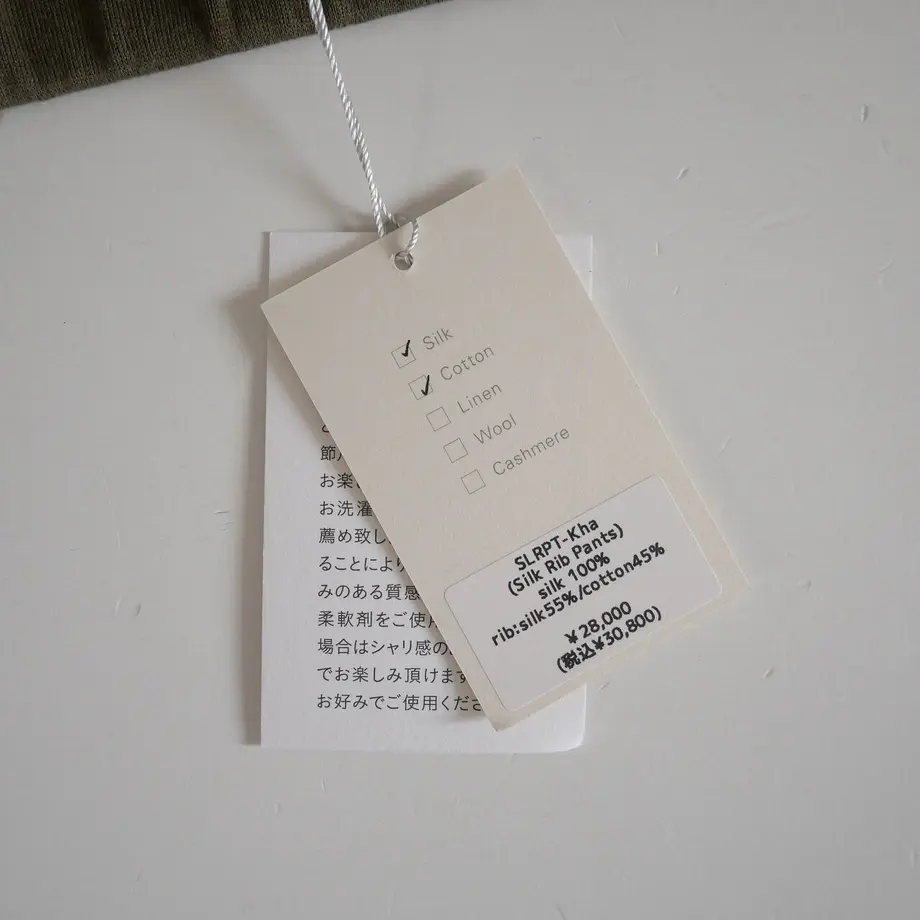 Silk
Cotton
Linen
Wool
Cashmere
SLRPT-Kha
(Silk Rib Pants)
silk 100%
rib:silk55%/cotton45%
¥28,000
(税込¥30,800)
節
お楽
お洗濯
薦め致し
ることにより
みのある質感
柔軟剤をご使用
場合はシャリ感の
でお楽しみ頂けます
お好みでご使用くださ